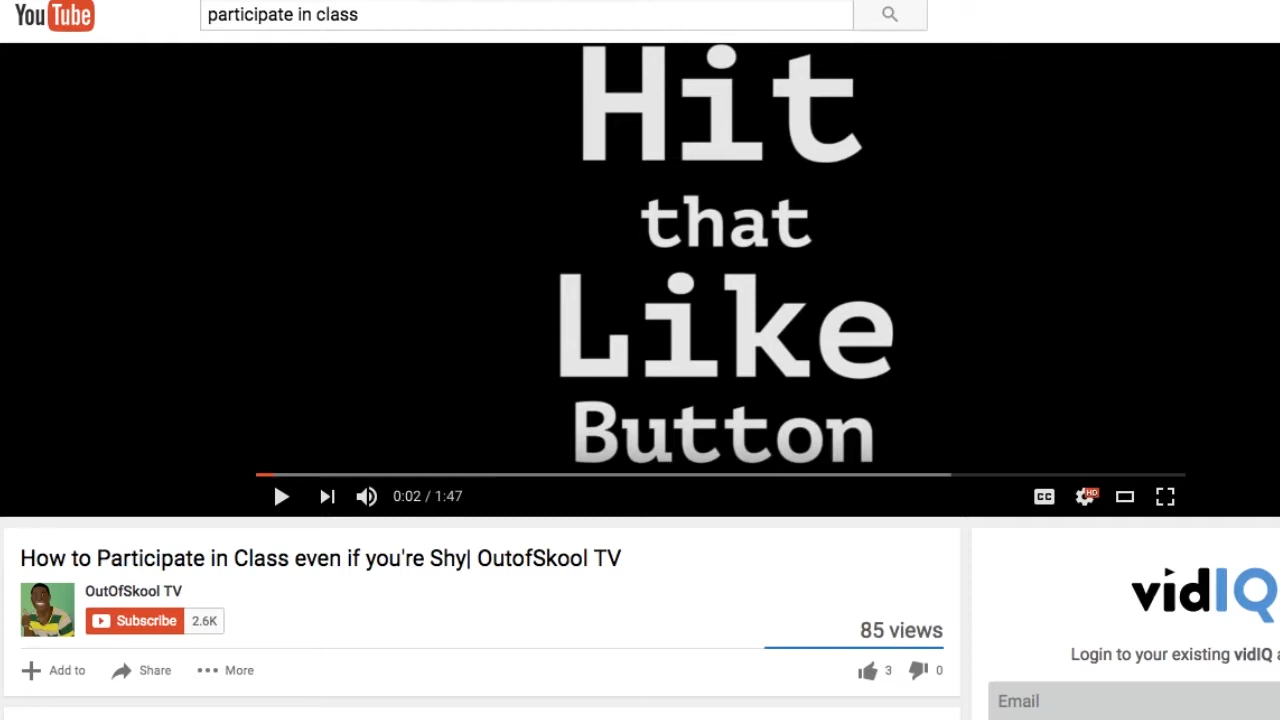 YouTube
participate in class
Hit
that
Like
Button
0:02 / 1:47
CC
HD
How to Participate in Class even if you're Shy| OutofSkool TV
OutOfSkool TV
Subscribe 2.6K
85 views
Add to Share More 3 0
vidIQ
Login to your existing vidIQ a
Email